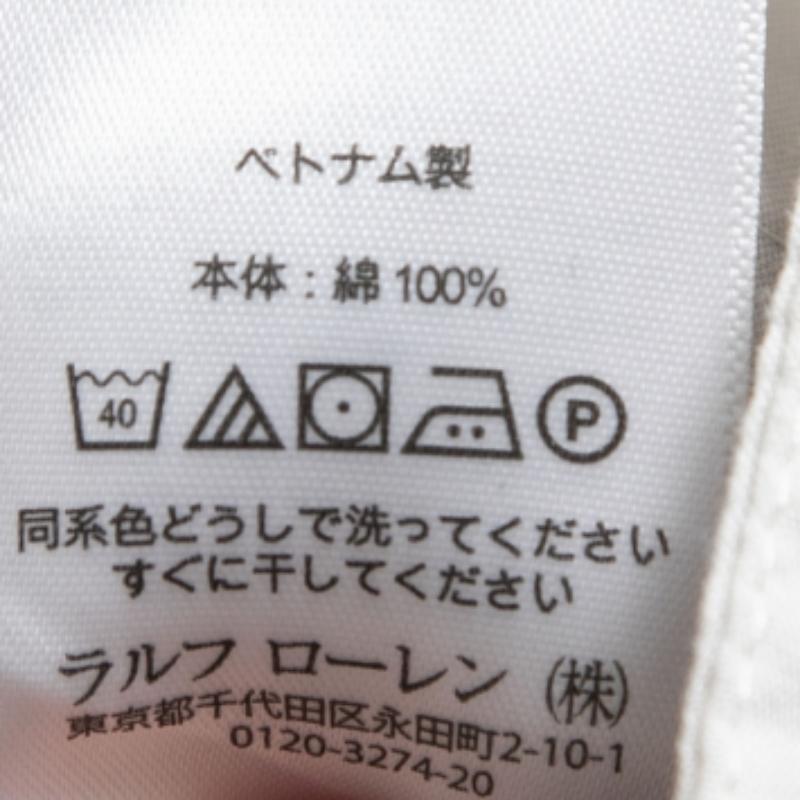 ベトナム製
本体：綿 100%
40 P
同系色どうしで洗ってください
すぐに干してください
ラルフ ローレン (株)
東京都千代田区永田町2-10-1
0120-3274-20